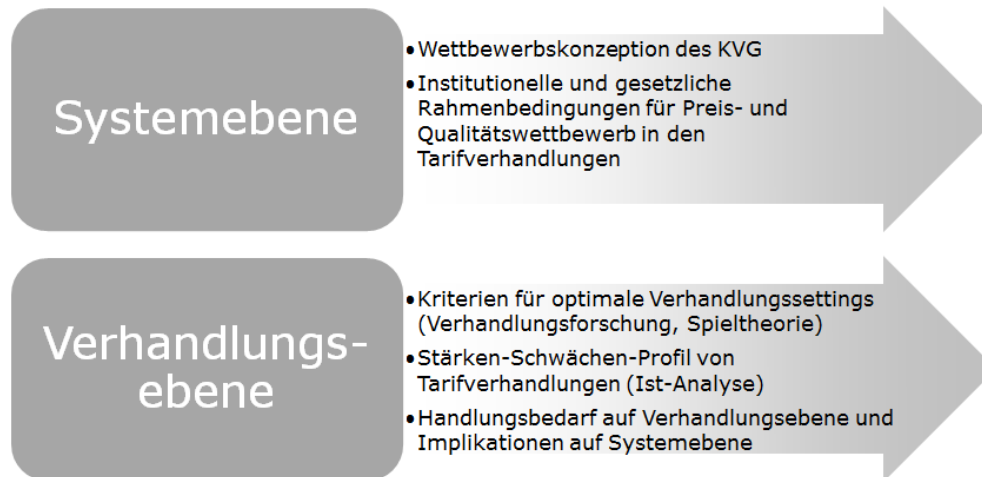 Systemebene
•Wettbewerbskonzeption des KVG
•Institutionelle und gesetzliche
Rahmenbedingungen für Preis- und
Qualitätswettbewerb in den
Tarifverhandlungen
Verhandlungs-
ebene
•Kriterien für optimale Verhandlungssettings
(Verhandlungsforschung, Spieltheorie)
•Stärken-Schwächen-Profil von
Tarifverhandlungen (Ist-Analyse)
•Handlungsbedarf auf Verhandlungsebene und
Implikationen auf Systemebene